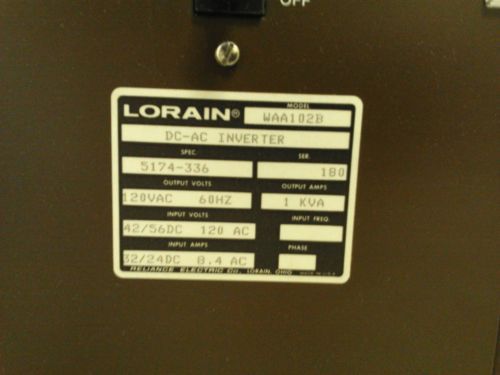 OFF
LORAIN® MODEL WAA102B
DC-AC INVERTER
SPEC. SER.
5174-336 180
OUTPUT VOLTS OUTPUT AMPS
120VAC 60HZ 1 KVA
INPUT VOLTS INPUT FREQ.
42/56DC 120 AC
INPUT AMPS PHASE
32/24DC 8.4 AC
RELIANCE ELECTRIC CO. LORAIN, OHIO MADE IN U.S.A.